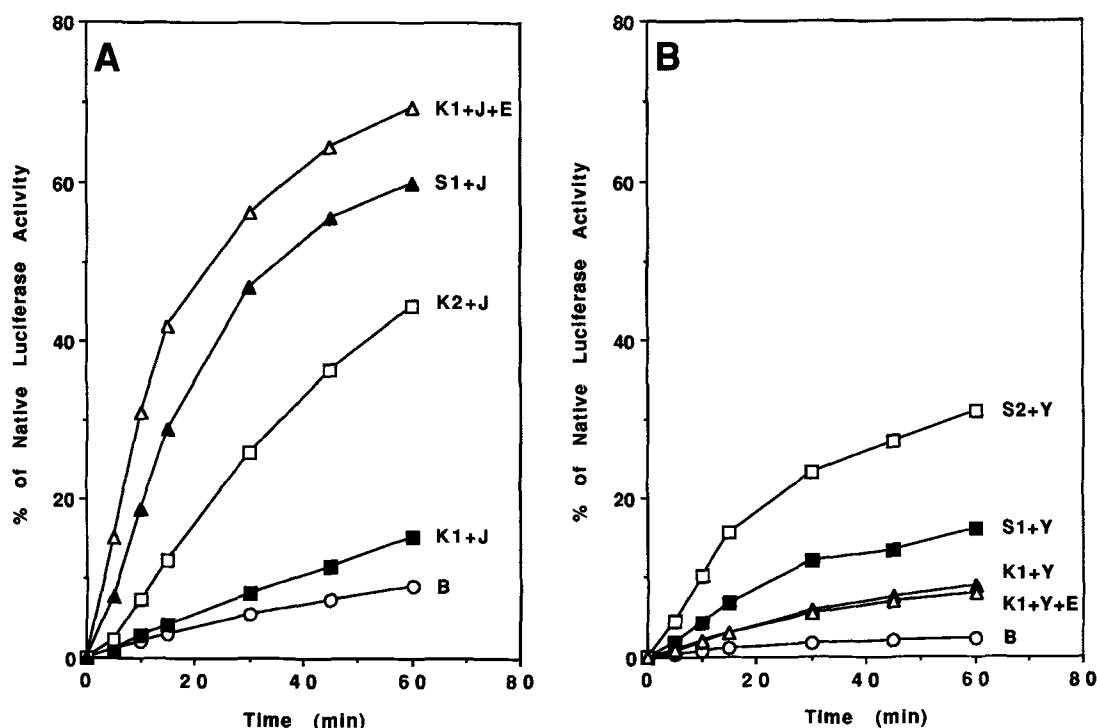 A
80
60
40
20
0
% of Native Luciferase Activity
K1+J+E
S1+J
K2+J
K1+J
B
0 20 40 60 80
Time (min)
B
80
60
40
20
0
% of Native Luciferase Activity
S2+Y
S1+Y
K1+Y
K1+Y+E
B
0 20 40 60 80
Time (min)